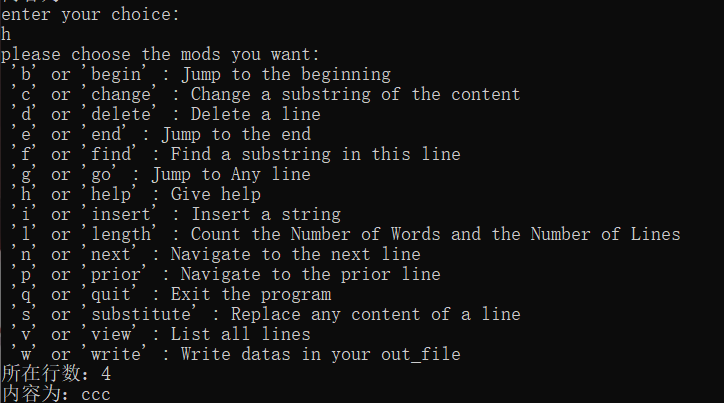 enter your choice:
h
please choose the mods you want:
'b' or 'begin' : Jump to the beginning
'c' or 'change' : Change a substring of the content
'd' or 'delete' : Delete a line
'e' or 'end' : Jump to the end
'f' or 'find' : Find a substring in this line
'g' or 'go' : Jump to Any line
'h' or 'help' : Give help
'i' or 'insert' : Insert a string
'l' or 'length' : Count the Number of Words and the Number of Lines
'n' or 'next' : Navigate to the next line
'p' or 'prior' : Navigate to the prior line
'q' or 'quit' : Exit the program
's' or 'substitute' : Replace any content of a line
'v' or 'view' : List all lines
'w' or 'write' : Write datas in your out_file
所在行数：4
内容为：ccc